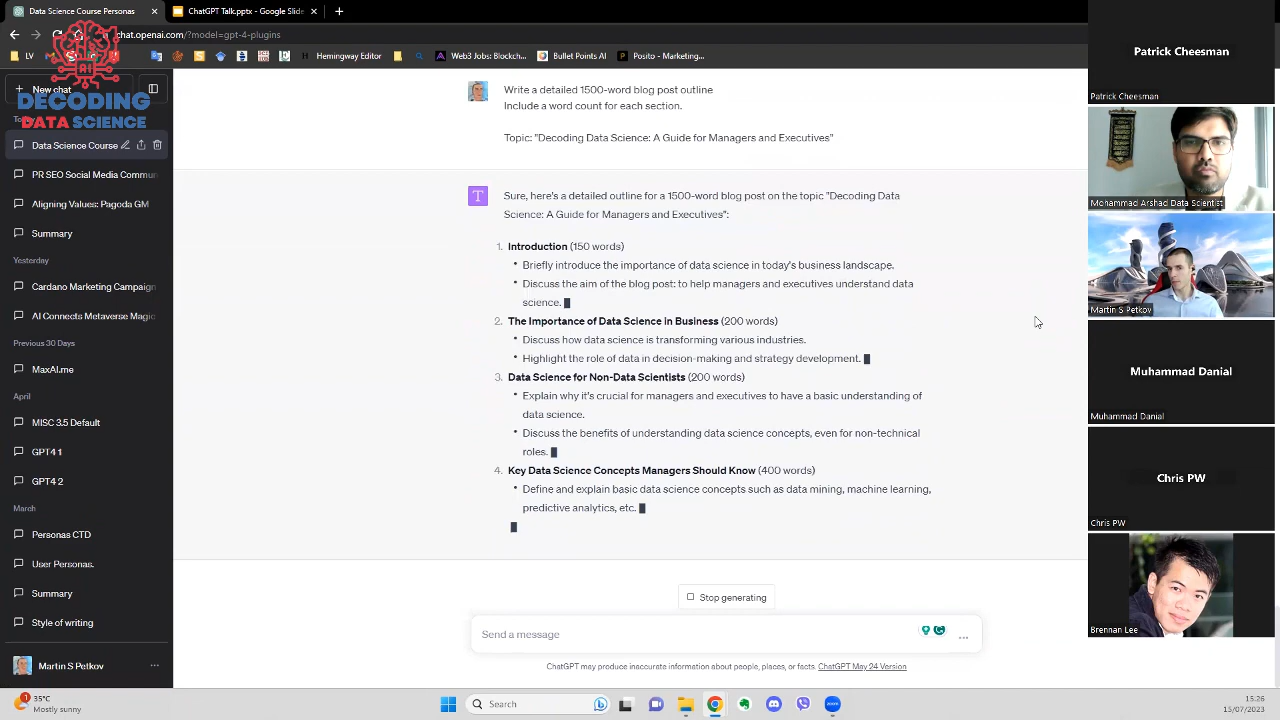 Data Science Courses P
ChatGPT Talk.pptx - Google Slide
chat.openai.com/?model=gpt-4-plugins
LV
Hemingway Editor
Web3 Jobs: Blockch...
Bullet Points AI
Posito - Marketing...
AI
DECODING
DATA SCIENCE
New chat
Data Science Course
PR SEO Social Media Commun
Aligning Values: Pagoda GM
Summary
Yesterday
Cardano Marketing Campaign
AI Connects Metaverse Magic
Previous 30 Days
MaxAI.me
April
MISC 3.5 Default
GPT4 1
GPT4 2
March
Personas CTD
User Personas.
Summary
Style of writing
Martin S Petkov
Write a detailed 1500-word blog post outline
Include a word count for each section.
Topic: "Decoding Data Science: A Guide for Managers and Executives"
T
Sure, here's a detailed outline for a 1500-word blog post on the topic "Decoding Data
Science: A Guide for Managers and Executives":
1. Introduction (150 words)
• Briefly introduce the importance of data science in today's business landscape.
• Discuss the aim of the blog post: to help managers and executives understand data
science.
2. The Importance of Data Science in Business (200 words)
• Discuss how data science is transforming various industries.
• Highlight the role of data in decision-making and strategy development.
3. Data Science for Non-Data Scientists (200 words)
• Explain why it's crucial for managers and executives to have a basic understanding of
data science.
• Discuss the benefits of understanding data science concepts, even for non-technical
roles.
4. Key Data Science Concepts Managers Should Know (400 words)
• Define and explain basic data science concepts such as data mining, machine learning,
predictive analytics, etc.
Stop generating
Send a message
ChatGPT may produce inaccurate information about people, places, or facts. ChatGPT May 24 Version
Patrick Cheesman
Patrick Cheesman
Mohammad Arshad Data Scientist
Martin S Petkov
Muhammad Danial
Muhammad Danial
Chris PW
Chris PW
Brennan Lee
1
35°C
Mostly sunny
Search
zoom
15:26
15/07/2023